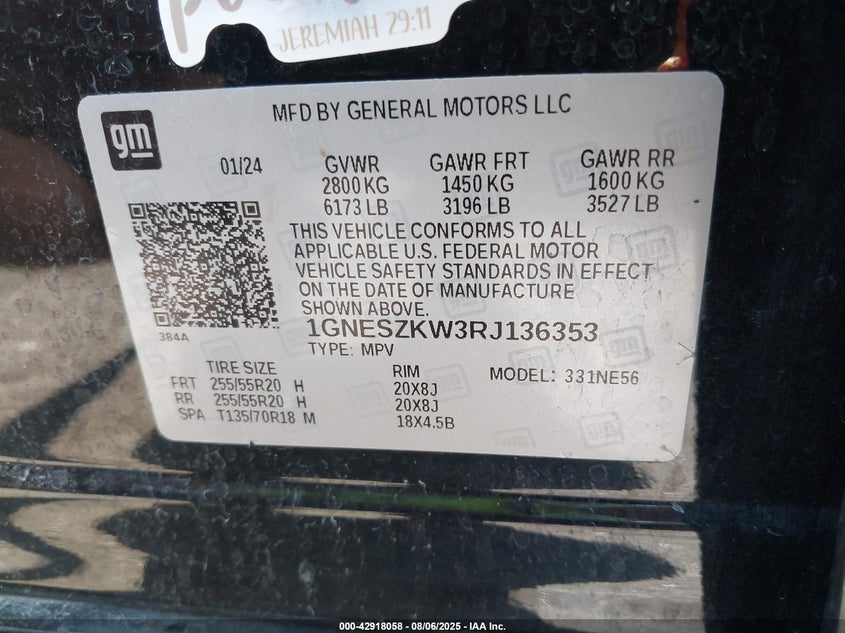 JEREMIAH 29:11
gm
MFD BY GENERAL MOTORS LLC
01/24 GVWR GAWR FRT GAWR RR
2800 KG 1450 KG 1600 KG
6173 LB 3196 LB 3527 LB
THIS VEHICLE CONFORMS TO ALL
APPLICABLE U.S. FEDERAL MOTOR
VEHICLE SAFETY STANDARDS IN EFFECT
ON THE DATE OF MANUFACTURE
SHOWN ABOVE.
384A
1GNESZKW3RJ136353
TYPE: MPV
TIRE SIZE RIM MODEL: 331NE56
FRT 255/55R20 H 20X8J
RR 255/55R20 H 20X8J
SPA T135/70R18 M 18X4.5B
000-42918058 - 08/06/2025 - IAA Inc.